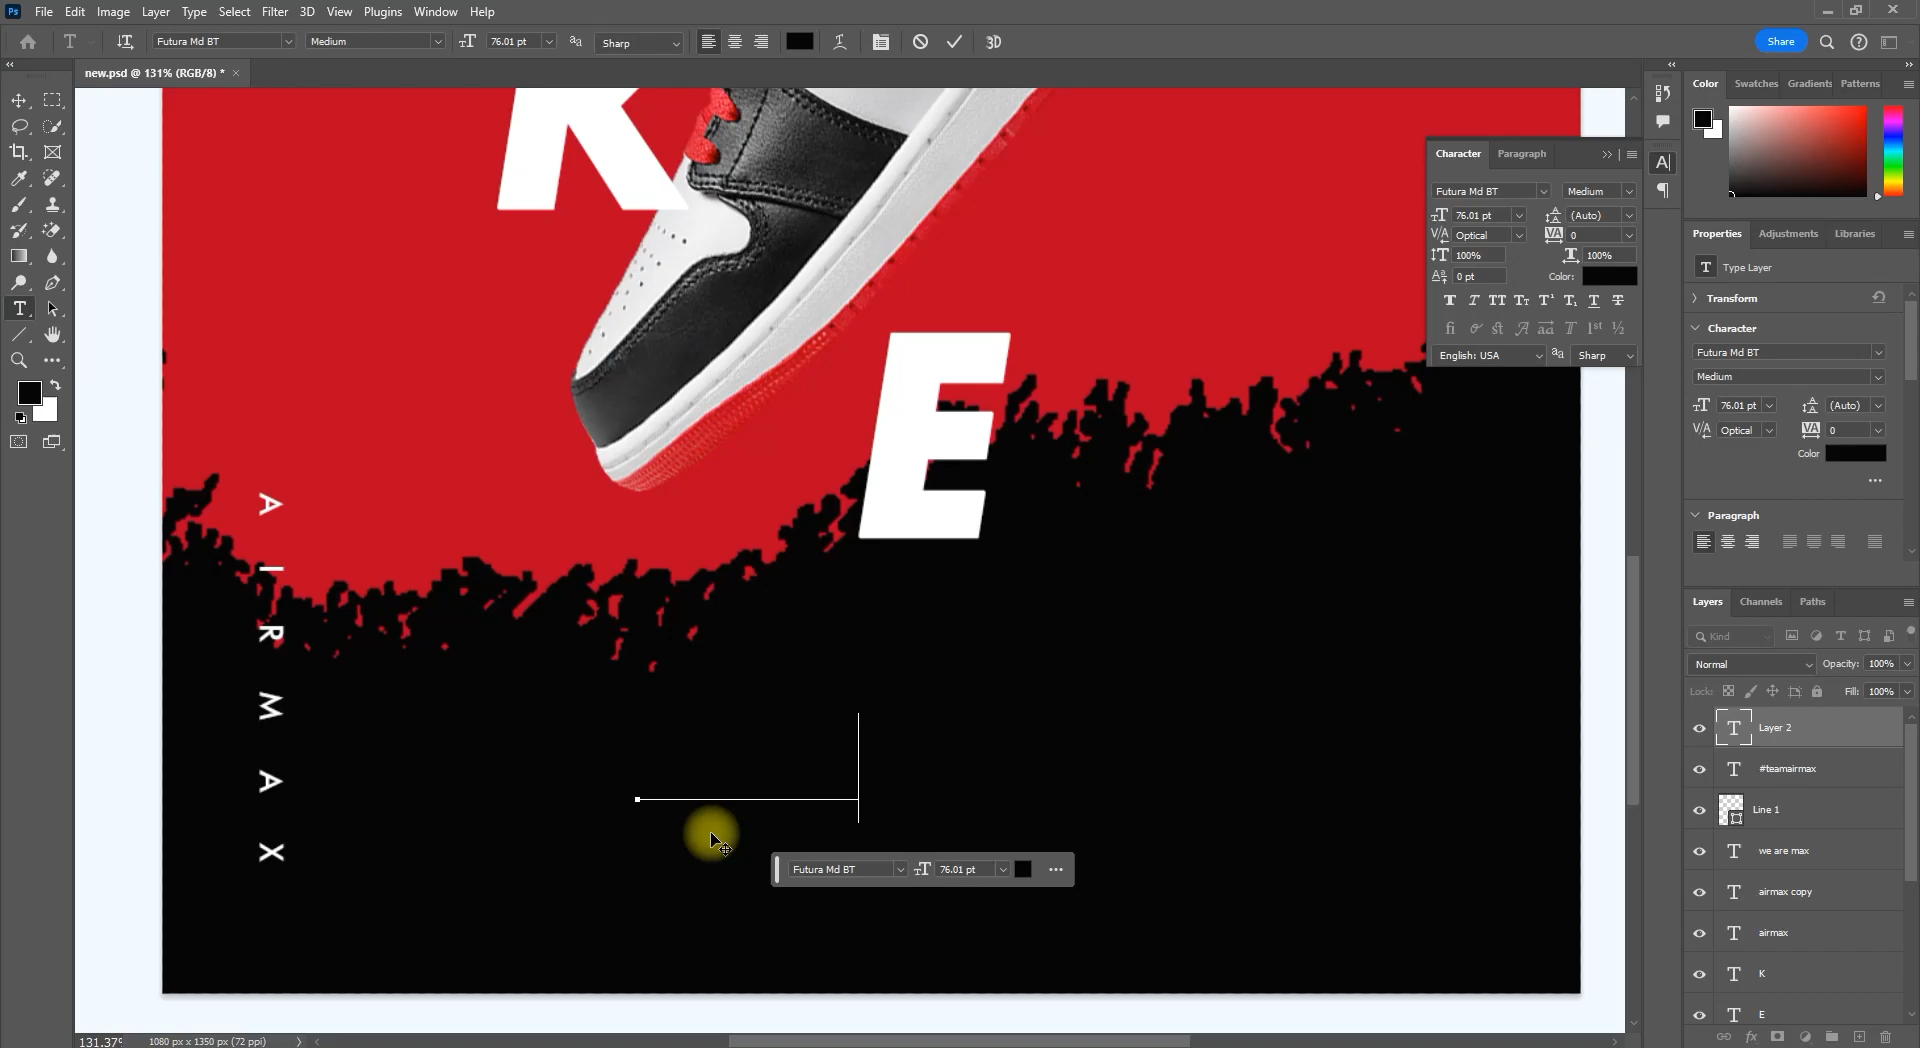 Ps File Edit Image Layer Type Select Filter 3D View Plugins Window Help
T Futura Md BT Medium 76.01 pt Sharp 3D Share
new.psd @ 131% (RGB/8) * ×
Color Swatches Gradients Patterns
Character Paragraph
Futura Md BT Medium
76.01 pt (Auto)
Optical 0
100% 100%
0 pt Color:
English: USA Sharp
Properties Adjustments Libraries
T Type Layer
Transform
Character
Futura Md BT
Medium
76.01 pt (Auto)
Optical 0
Color
Paragraph
K
E
AIRMAX
Futura Md BT 76.01 pt
Layers Channels Paths
Kind
Normal Opacity: 100%
Lock: Fill: 100%
T Layer 2
T #teamairmax
Line 1
T we are max
T airmax copy
T airmax
T K
T E
131.37% 1080 px x 1350 px (72 ppi)